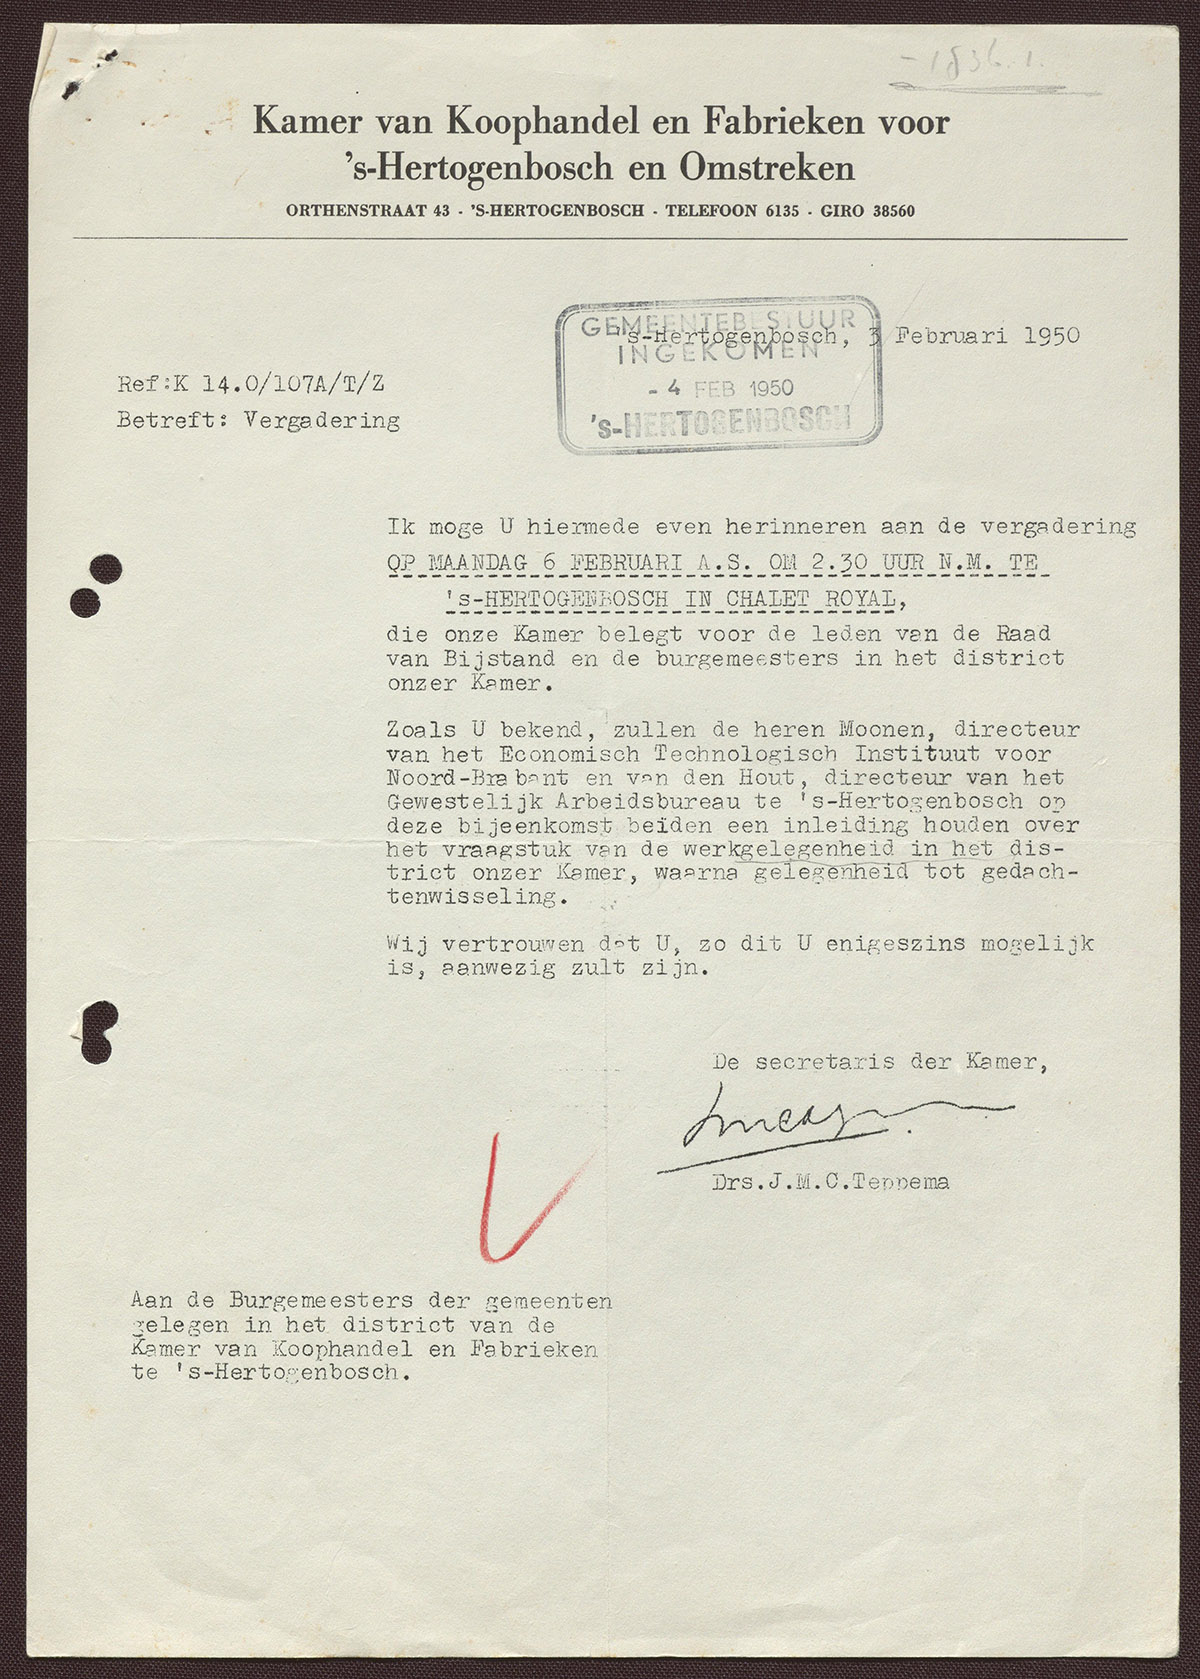 -1836.1.
Kamer van Koophandel en Fabrieken voor
's-Hertogenbosch en Omstreken
ORTHENSTRAAT 43 - 'S-HERTOGENBOSCH - TELEFOON 6135 - GIRO 38560
GEMEENTEBESTUUR
INGEKOMEN
- 4 FEB 1950
's-HERTOGENBOSCH
's-Hertogenbosch, 3 Februari 1950
Ref:K 14.0/107A/T/Z
Betreft: Vergadering
Ik moge U hiermede even herinneren aan de vergadering
OP MAANDAG 6 FEBRUARI A.S. OM 2.30 UUR N.M. TE
's-HERTOGENBOSCH IN CHALET ROYAL,
die onze Kamer belegt voor de leden van de Raad
van Bijstand en de burgemeesters in het district
onzer Kamer.
Zoals U bekend, zullen de heren Moonen, directeur
van het Economisch Technologisch Instituut voor
Noord-Brabant en van den Hout, directeur van het
Gewestelijk Arbeidsbureau te 's-Hertogenbosch op
deze bijeenkomst beiden een inleiding houden over
het vraagstuk van de werkgelegenheid in het dis-
trict onzer Kamer, waarna gelegenheid tot gedach-
tenwisseling.
Wij vertrouwen dat U, zo dit U enigeszins mogelijk
is, aanwezig zult zijn.
De secretaris der Kamer,
Drs.J.M.C.Teppema
Aan de Burgemeesters der gemeenten
gelegen in het district van de
Kamer van Koophandel en Fabrieken
te 's-Hertogenbosch.